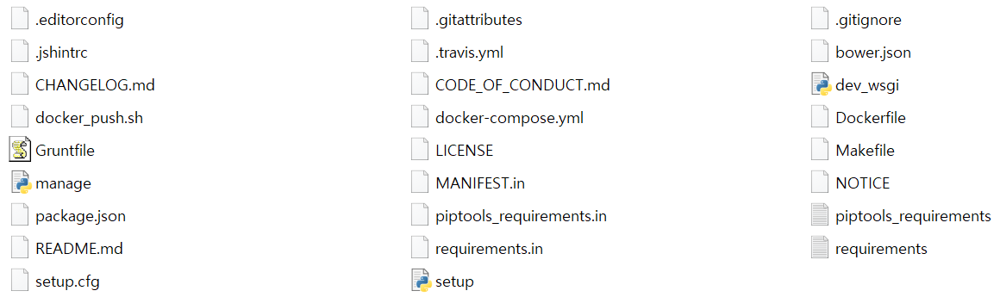 .editorconfig .gitattributes .gitignore
.jshintrc .travis.yml bower.json
CHANGELOG.md CODE_OF_CONDUCT.md dev_wsgi
docker_push.sh docker-compose.yml Dockerfile
Gruntfile LICENSE Makefile
manage MANIFEST.in NOTICE
package.json piptools_requirements.in piptools_requirements
README.md requirements.in requirements
setup.cfg setup